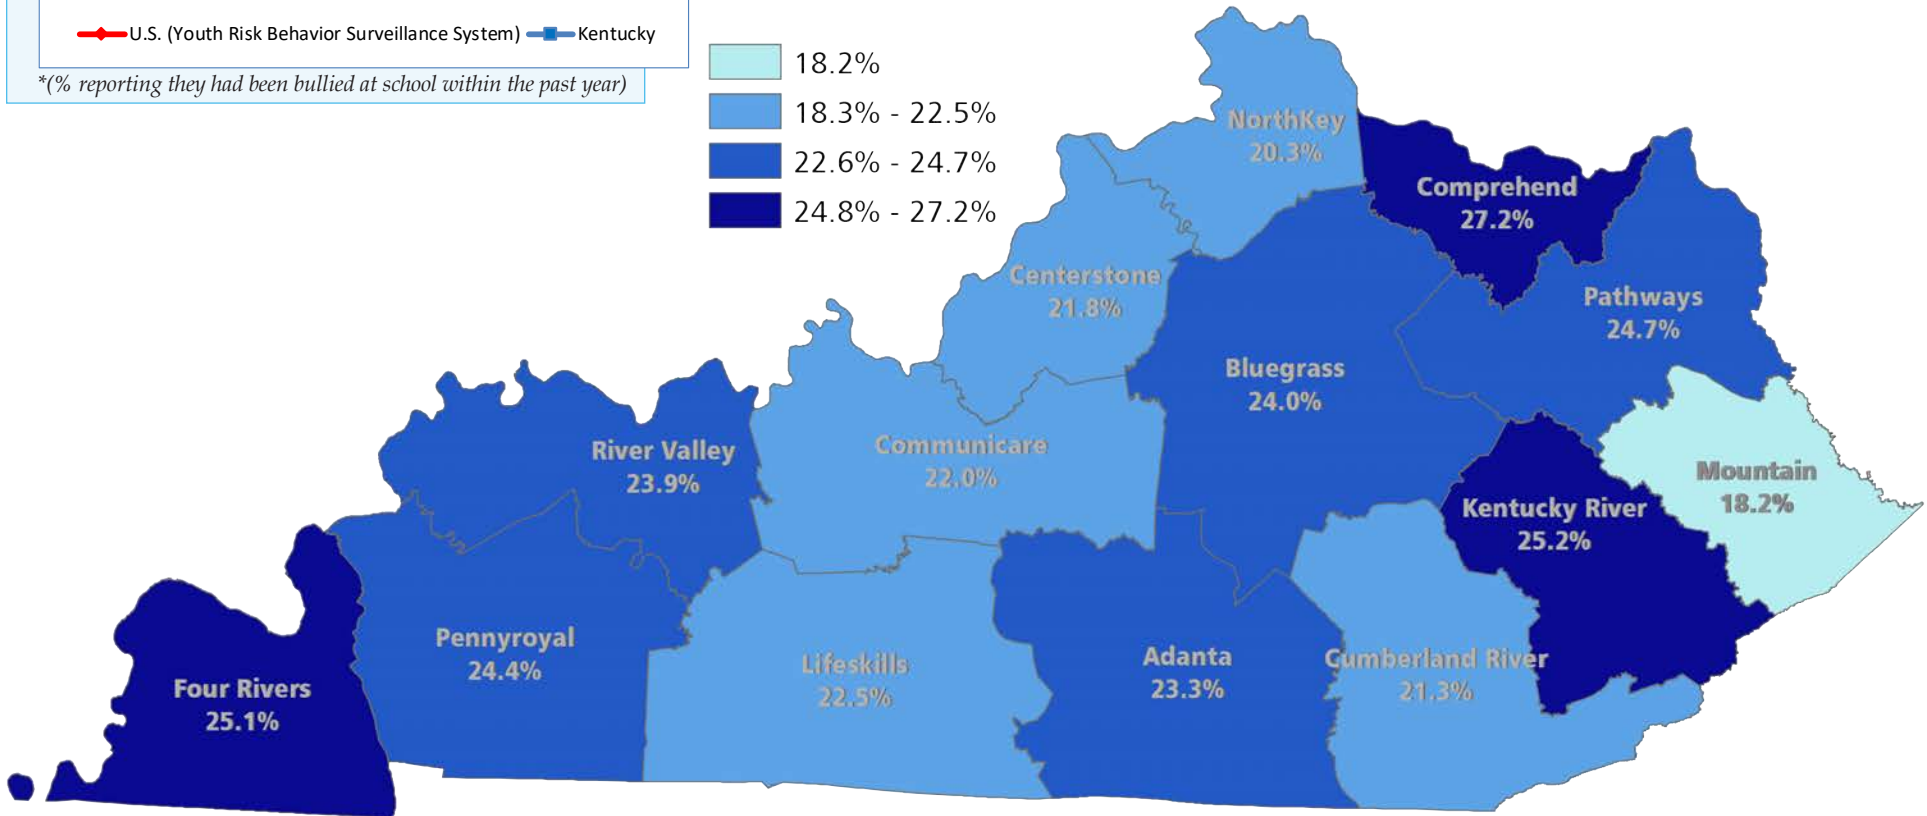 U.S. (Youth Risk Behavior Surveillance System) Kentucky
*(% reporting they had been bullied at school within the past year)
18.2%
18.3% - 22.5%
22.6% - 24.7%
24.8% - 27.2%
NorthKey
20.3%
Comprehend
27.2%
Centerstone
21.8%
Pathways
24.7%
Bluegrass
24.0%
River Valley
23.9%
Communicare
22.0%
Mountain
18.2%
Kentucky River
25.2%
Pennyroyal
24.4%
Four Rivers
25.1%
Lifeskills
22.5%
Adanta
23.3%
Cumberland River
21.3%